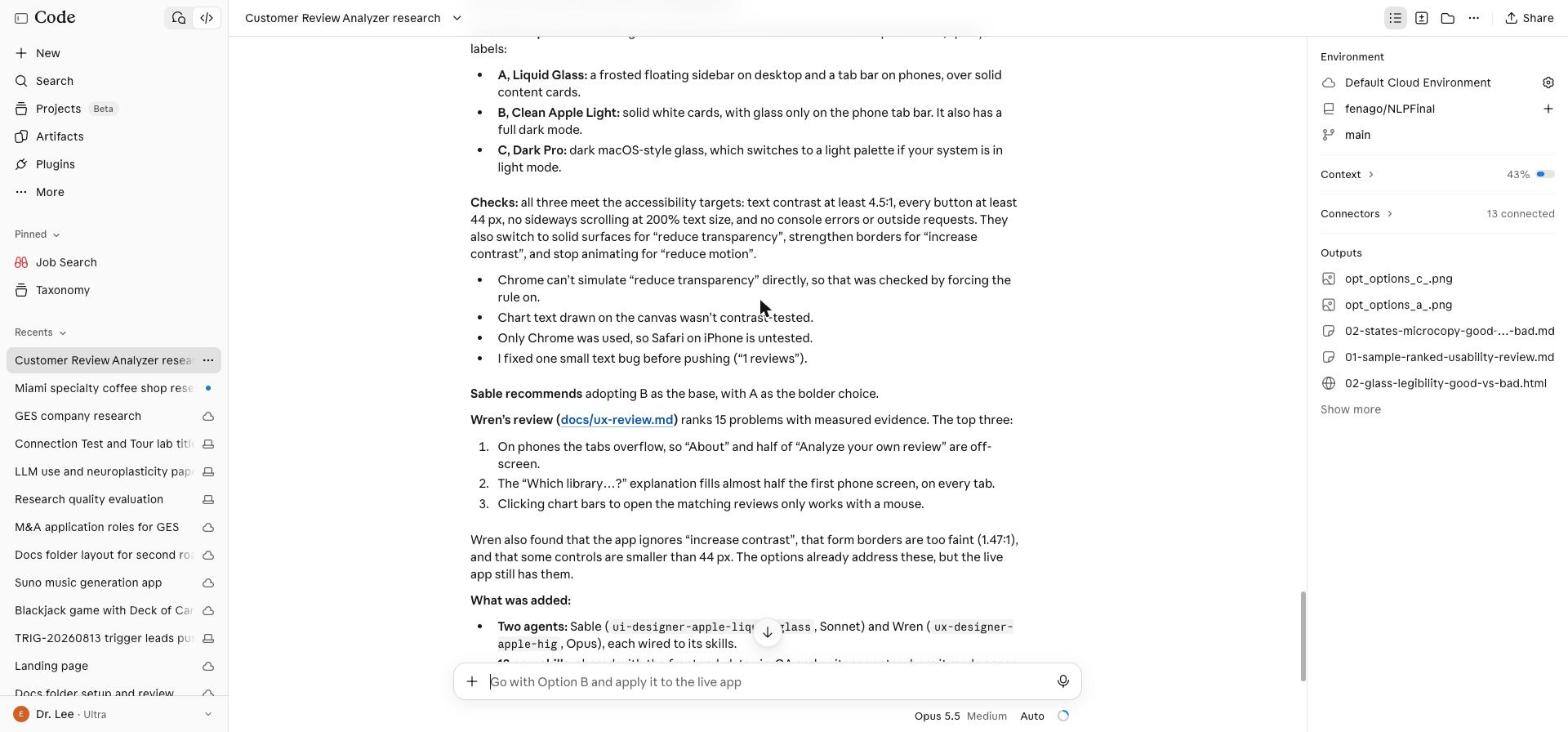 Code
New
Search
Projects Beta
Artifacts
Plugins
More
Pinned
Job Search
Taxonomy
Recents
Customer Review Analyzer resea
Miami specialty coffee shop rese
GES company research
Connection Test and Tour lab titl
LLM use and neuroplasticity pap
Research quality evaluation
M&A application roles for GES
Docs folder layout for second ro
Suno music generation app
Blackjack game with Deck of Car
TRIG-20260813 trigger leads pu
Landing page
Docs folder setup and review
E Dr. Lee · Ultra
Customer Review Analyzer research
Share
labels:
• A, Liquid Glass: a frosted floating sidebar on desktop and a tab bar on phones, over solid
content cards.
• B, Clean Apple Light: solid white cards, with glass only on the phone tab bar. It also has a
full dark mode.
• C, Dark Pro: dark macOS-style glass, which switches to a light palette if your system is in
light mode.
Checks: all three meet the accessibility targets: text contrast at least 4.5:1, every button at least
44 px, no sideways scrolling at 200% text size, and no console errors or outside requests. They
also switch to solid surfaces for “reduce transparency”, strengthen borders for “increase
contrast”, and stop animating for “reduce motion”.
• Chrome can’t simulate “reduce transparency” directly, so that was checked by forcing the
rule on.
• Chart text drawn on the canvas wasn’t contrast-tested.
• Only Chrome was used, so Safari on iPhone is untested.
• I fixed one small text bug before pushing (“1 reviews”).
Sable recommends adopting B as the base, with A as the bolder choice.
Wren’s review (docs/ux-review.md) ranks 15 problems with measured evidence. The top three:
1. On phones the tabs overflow, so “About” and half of “Analyze your own review” are off-
screen.
2. The “Which library…?” explanation fills almost half the first phone screen, on every tab.
3. Clicking chart bars to open the matching reviews only works with a mouse.
Wren also found that the app ignores “increase contrast”, that form borders are too faint (1.47:1),
and that some controls are smaller than 44 px. The options already address these, but the live
app still has them.
What was added:
• Two agents: Sable ( ui-designer-apple-liq glass , Sonnet) and Wren ( ux-designer-
apple-hig , Opus), each wired to its skills.
Go with Option B and apply it to the live app
Opus 5.5 Medium Auto
Environment
Default Cloud Environment
fenago/NLPFinal
main
Context 43%
Connectors 13 connected
Outputs
opt_options_c_.png
opt_options_a_.png
02-states-microcopy-good-...-bad.md
01-sample-ranked-usability-review.md
02-glass-legibility-good-vs-bad.html
Show more